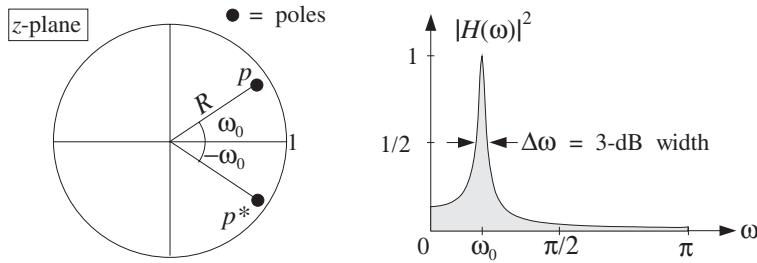 z-plane
● = poles
p
R
ω₀
−ω₀
1
p*
|H(ω)|²
1
1/2
Δω = 3-dB width
0
ω₀
π/2
π
ω